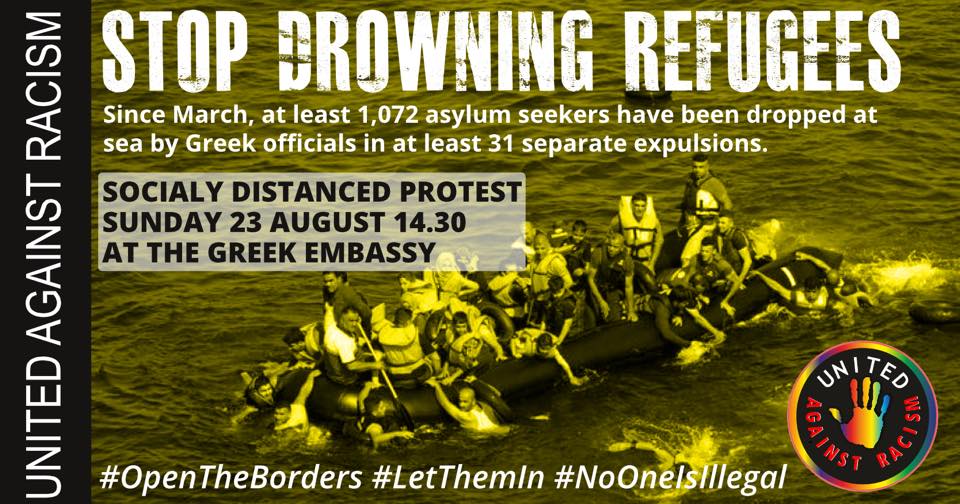 UNITED AGAINST RACISM
STOP DROWNING REFUGEES
Since March, at least 1,072 asylum seekers have been dropped at
sea by Greek officials in at least 31 separate expulsions.
SOCIALY DISTANCED PROTEST
SUNDAY 23 AUGUST 14.30
AT THE GREEK EMBASSY
UNITED
AGAINST RACISM
#OpenTheBorders #LetThemIn #NoOneIsIllegal